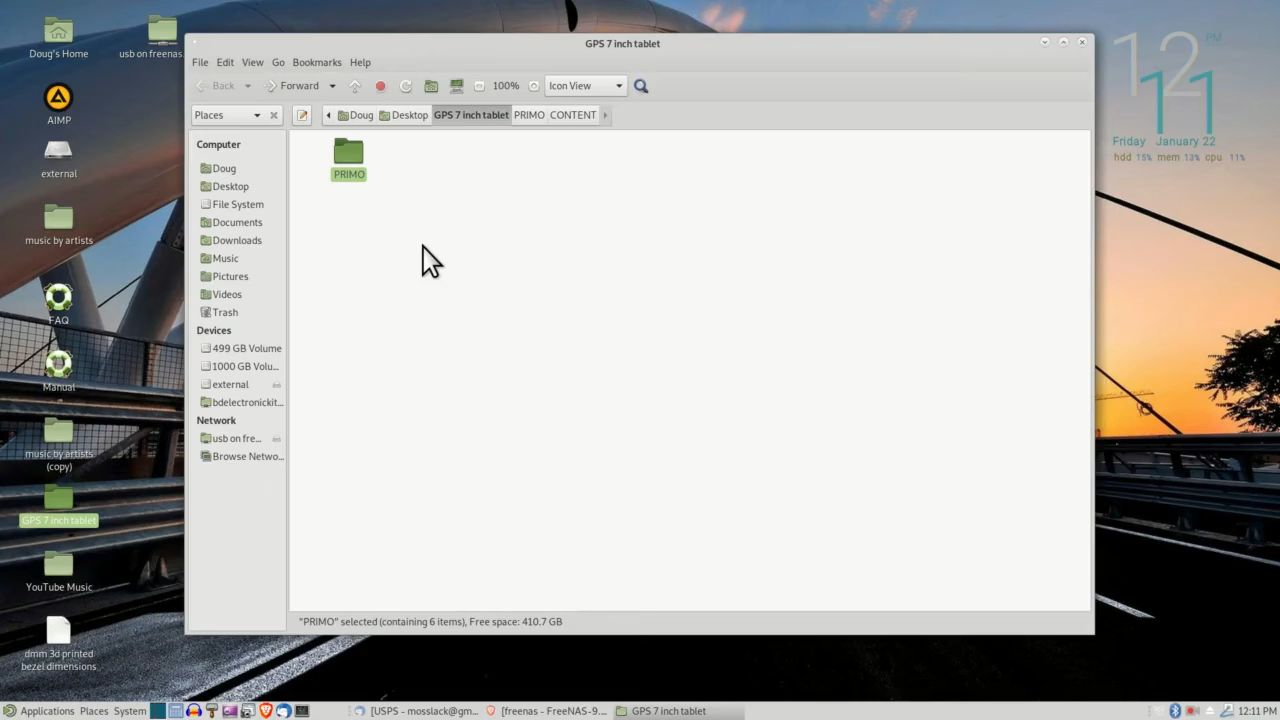 Doug's Home
usb on freenas
AIMP
external
music by artists
FAQ
Manual
music by artists
(copy)
GPS 7 inch tablet
YouTube Music
dmm 3d printed
bezel dimensions
GPS 7 inch tablet
File Edit View Go Bookmarks Help
Back Forward 100% Icon View
Places Doug Desktop GPS 7 inch tablet PRIMO CONTENT
Computer
Doug
Desktop
File System
Documents
Downloads
Music
Pictures
Videos
Trash
Devices
499 GB Volume
1000 GB Volu...
external
bdelectronickit...
Network
usb on fre...
Browse Netwo...
PRIMO
"PRIMO" selected (containing 6 items), Free space: 410.7 GB
12 PM
11
Friday January 22
hdd 15% mem 13% cpu 11%
Applications Places System [USPS - mosslack@gm... [freenas - FreeNAS-9.... GPS 7 inch tablet 12:11 PM